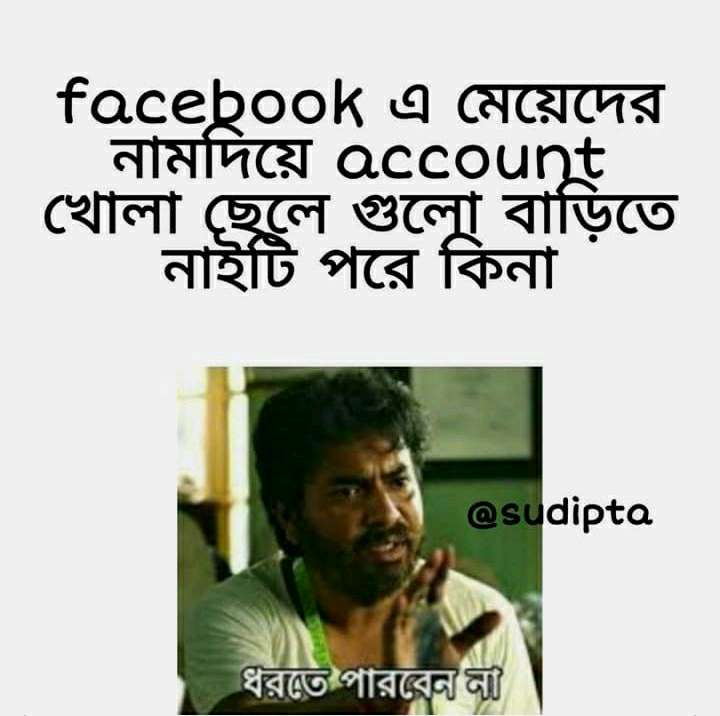 facebook এ মেয়েদের
নামদিয়ে account
খোলা ছেলে গুলো বাড়িতে
নাইটি পরে কিনা
@sudipta
ধরতে পারবেন না